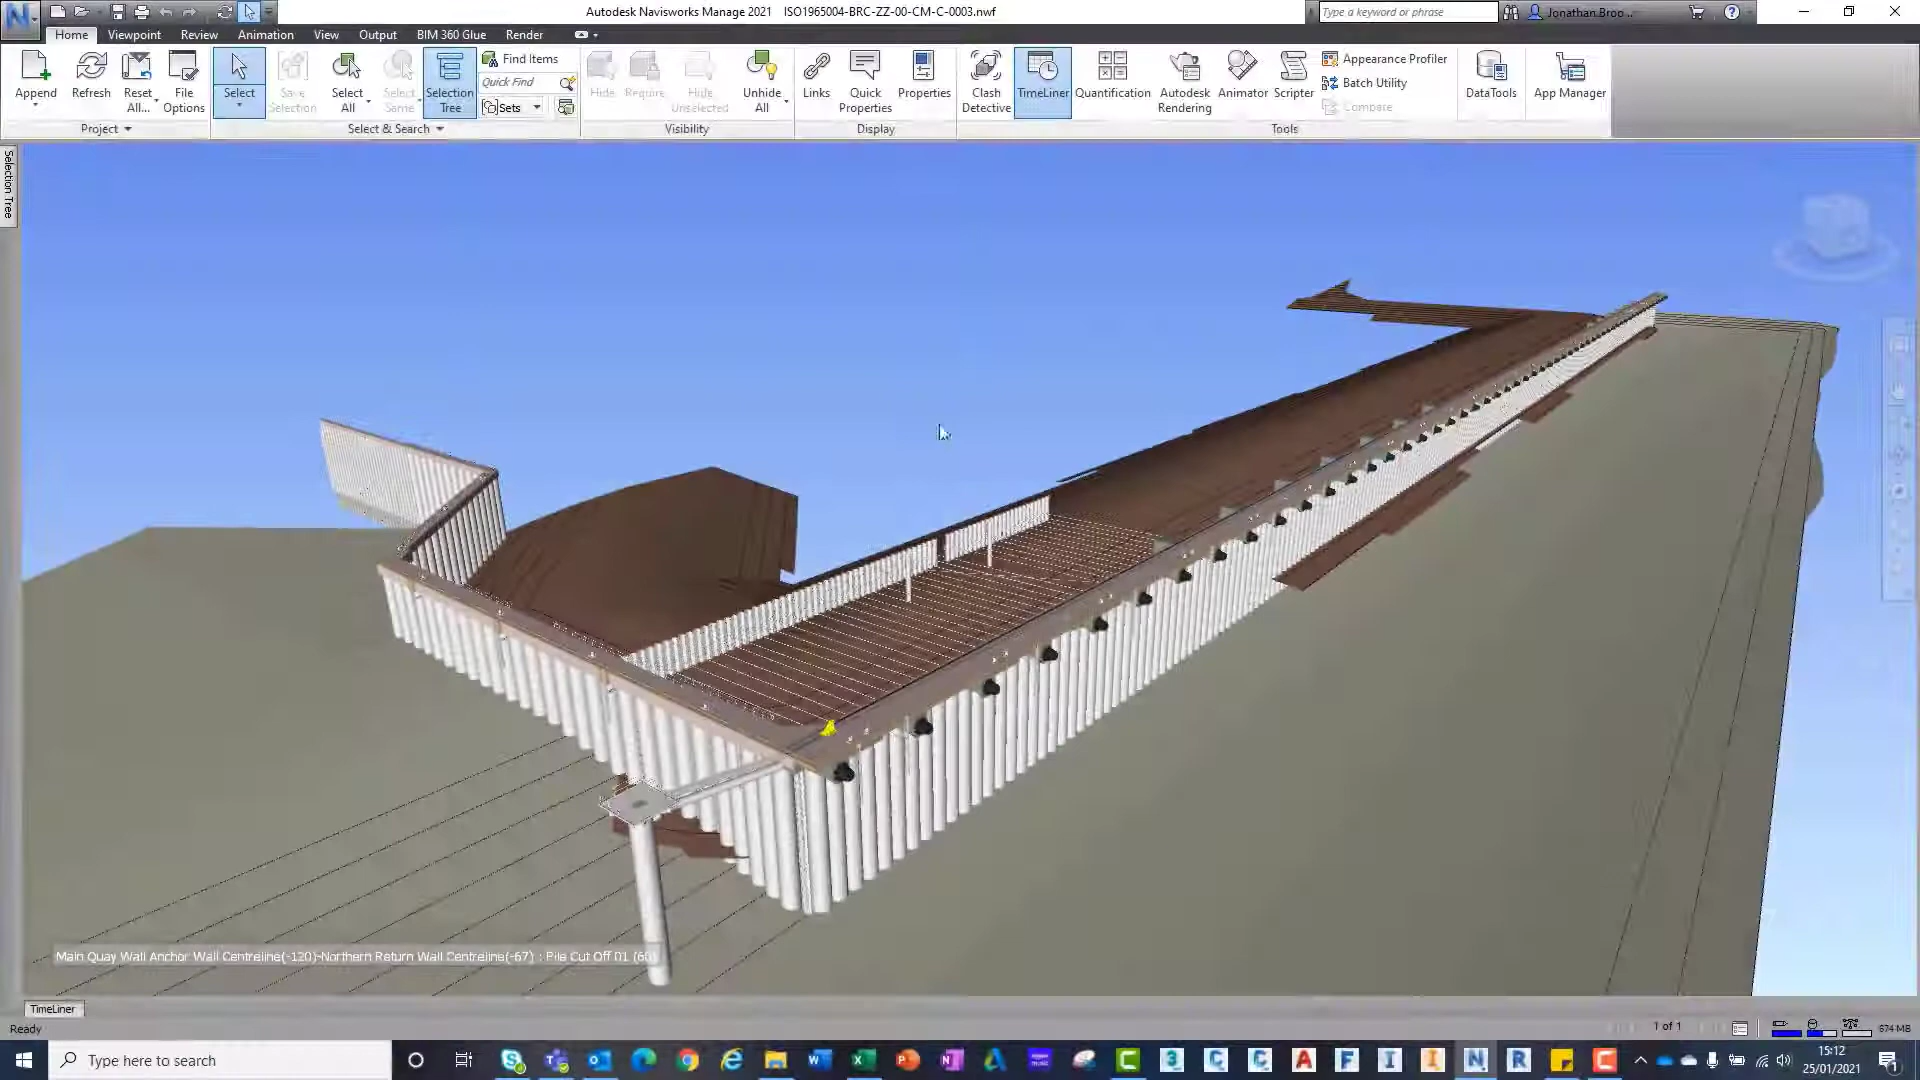 Autodesk Navisworks Manage 2021 ISO1965004-BRC-ZZ-00-CM-C-0003.nwf
Type a keyword or phrase
Jonathan.Broo...
Home Viewpoint Review Animation View Output BIM 360 Glue Render
Append
Refresh
Reset All...
File Options
Project
Select
Save Selection
Select All
Select Same
Selection Tree
Find Items
Quick Find
Sets
Select & Search
Hide
Require
Hide Unselected
Unhide All
Visibility
Links
Quick Properties
Properties
Display
Clash Detective
TimeLiner
Quantification
Autodesk Rendering
Animator
Scripter
Appearance Profiler
Batch Utility
Compare
Tools
DataTools
App Manager
Selection Tree
Main Quay Wall Anchor Wall Centreline(-120)-Northern Return Wall Centreline(-67) : Pile Cut Off 01 (60)
TimeLiner
Ready
1 of 1
674 MB
Type here to search
15:12
25/01/2021